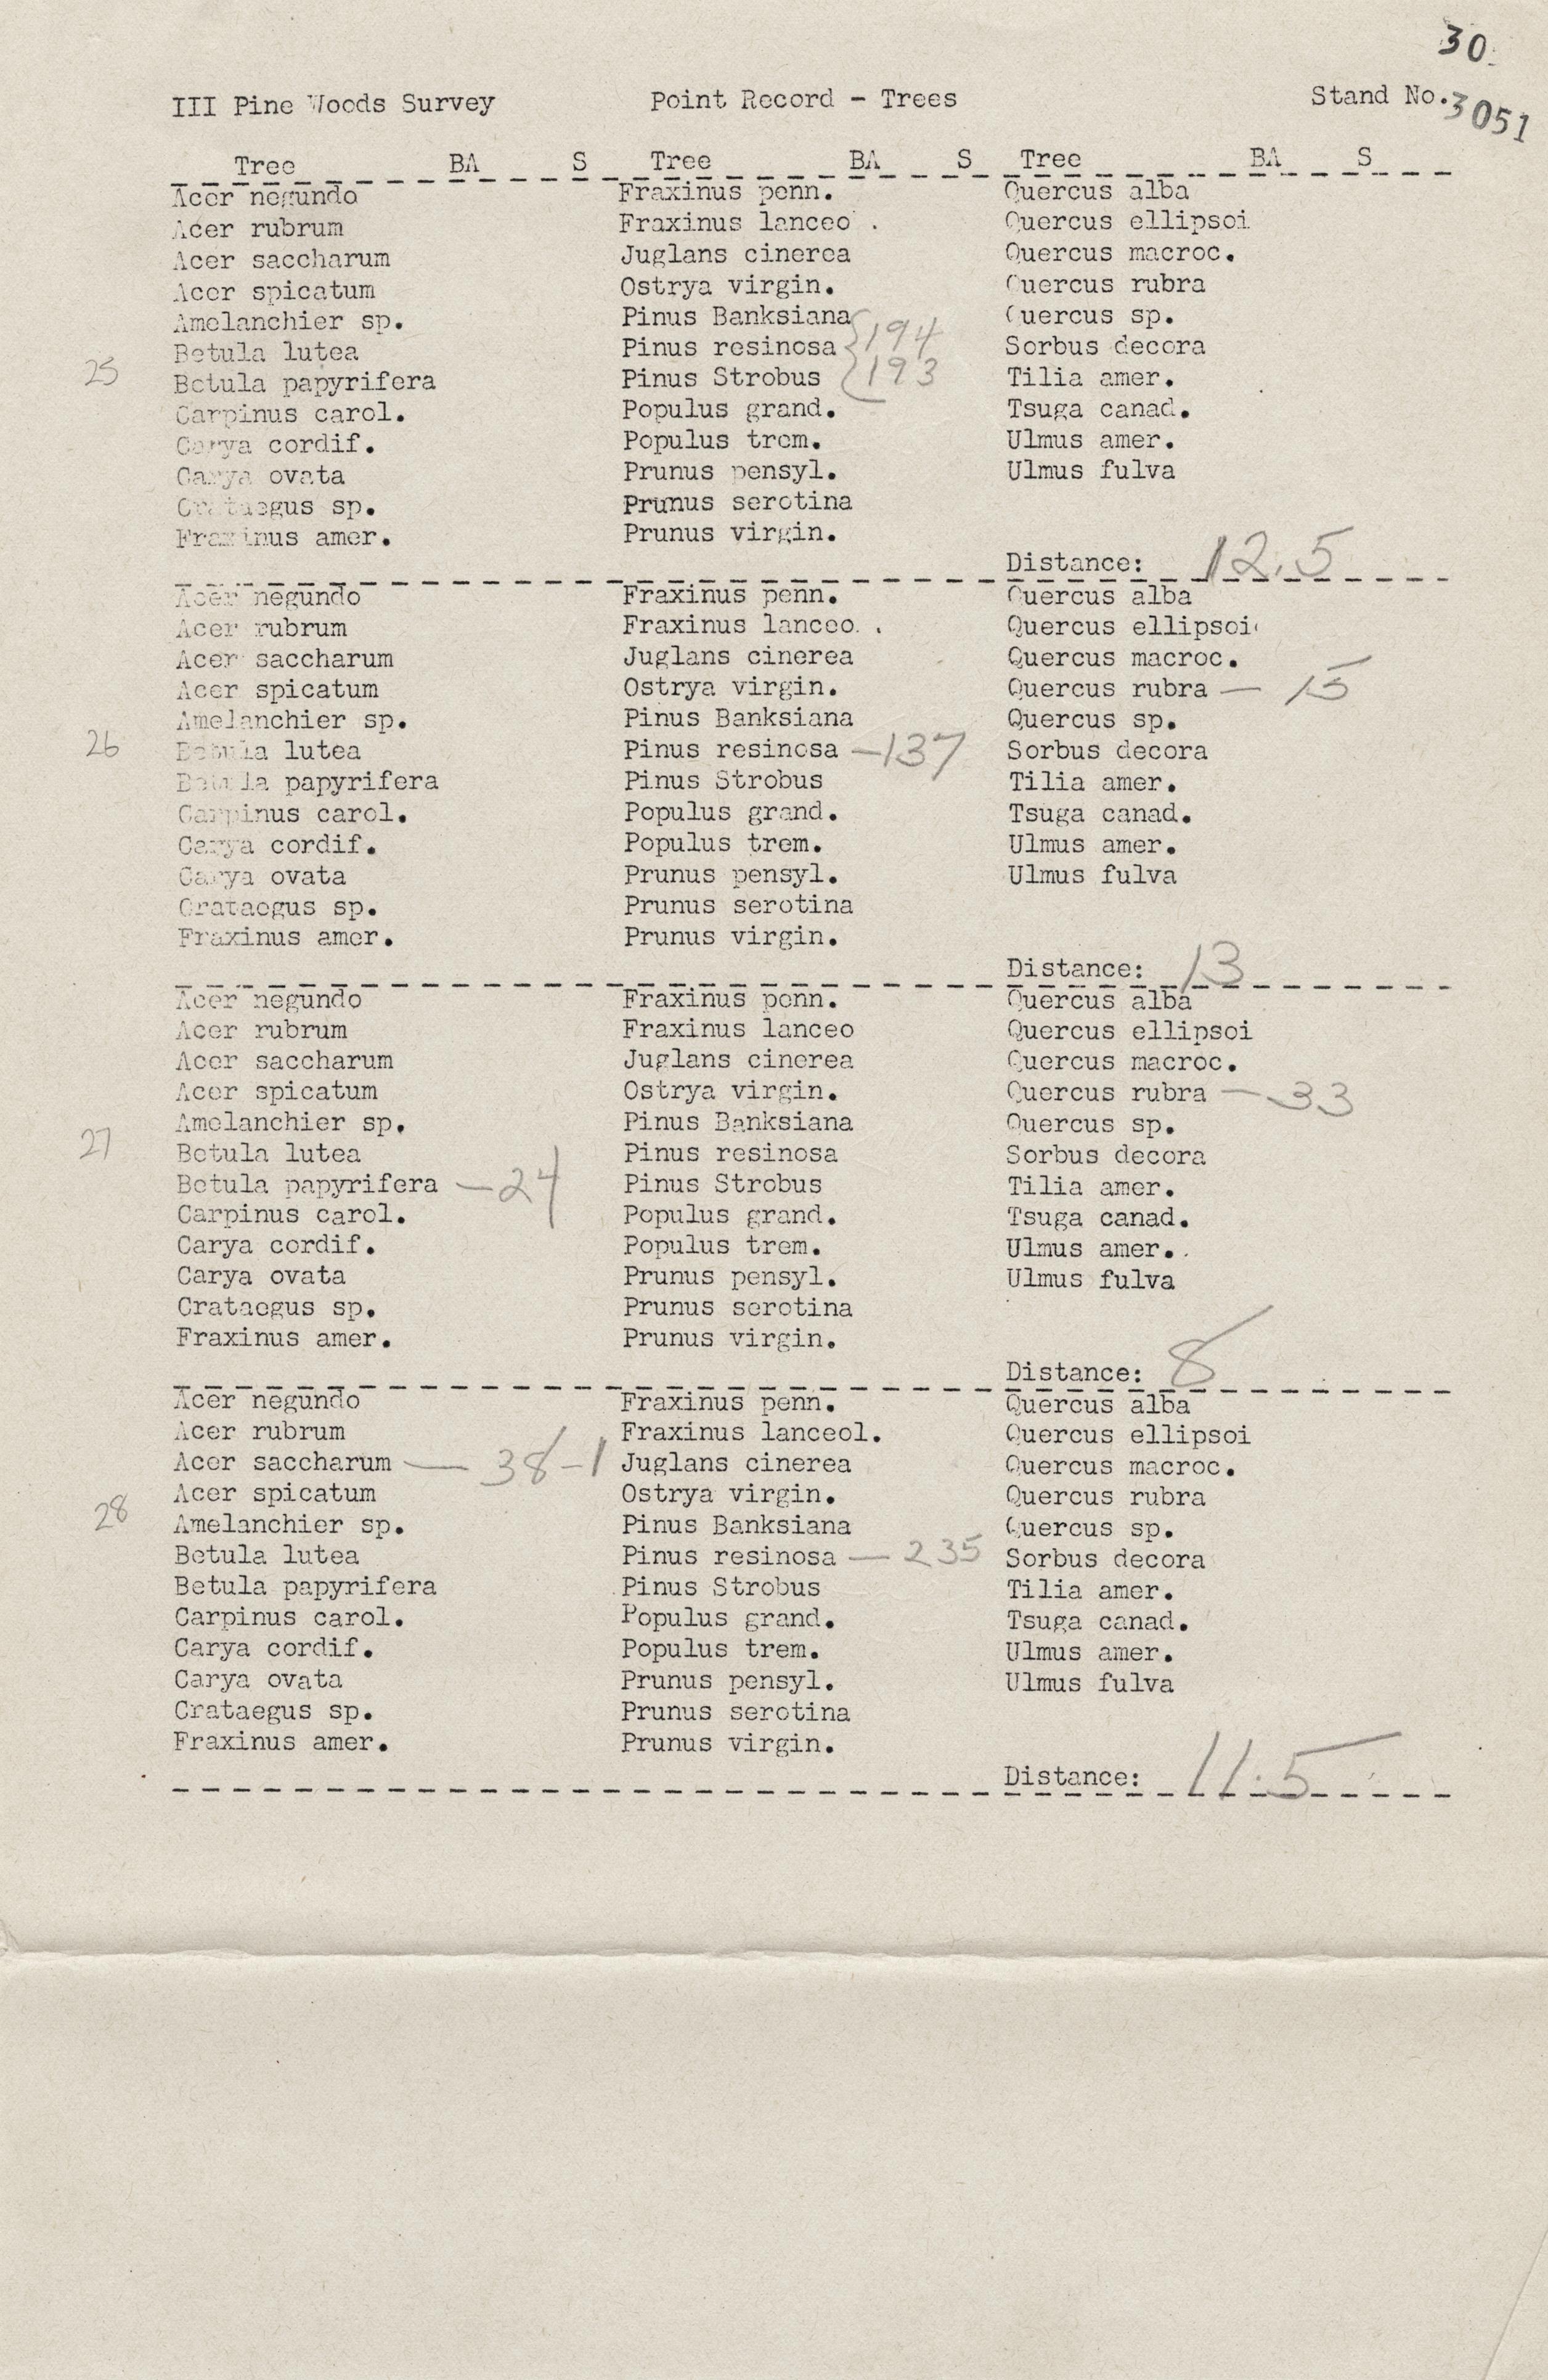 30.
III Pine Woods Survey Point Record - Trees Stand No. 3051
Tree BA S Tree BA S Tree BA S
Acer negundo Fraxinus penn. Quercus alba
Acer rubrum Fraxinus lanceo . Quercus ellipsoi
Acer saccharum Juglans cinerea Quercus macroc.
Acer spicatum Ostrya virgin. Quercus rubra
Amelanchier sp. Pinus Banksiana Quercus sp.
Betula lutea Pinus resinosa { 194 Sorbus decora
25 Betula papyrifera Pinus Strobus { 193 Tilia amer.
Carpinus carol. Populus grand. Tsuga canad.
Carya cordif. Populus trem. Ulmus amer.
Carya ovata Prunus pensyl. Ulmus fulva
Crataegus sp. Prunus serotina
Fraxinus amer. Prunus virgin.
Distance: 12.5
Acer negundo Fraxinus penn. Quercus alba
Acer rubrum Fraxinus lanceo. . Quercus ellipsoi
Acer saccharum Juglans cinerea Quercus macroc.
Acer spicatum Ostrya virgin. Quercus rubra — 15
Amelanchier sp. Pinus Banksiana Quercus sp.
26 Betula lutea Pinus resinosa — 137 Sorbus decora
Betula papyrifera Pinus Strobus Tilia amer.
Carpinus carol. Populus grand. Tsuga canad.
Carya cordif. Populus trem. Ulmus amer.
Carya ovata Prunus pensyl. Ulmus fulva
Crataegus sp. Prunus serotina
Fraxinus amer. Prunus virgin.
Distance: 13
Acer negundo Fraxinus penn. Quercus alba
Acer rubrum Fraxinus lanceo Quercus ellipsoi
Acer saccharum Juglans cinerea Quercus macroc.
Acer spicatum Ostrya virgin. Quercus rubra — 33
Amelanchier sp. Pinus Banksiana Quercus sp.
27 Betula lutea Pinus resinosa Sorbus decora
Betula papyrifera — 24 Pinus Strobus Tilia amer.
Carpinus carol. Populus grand. Tsuga canad.
Carya cordif. Populus trem. Ulmus amer.
Carya ovata Prunus pensyl. Ulmus fulva
Crataegus sp. Prunus serotina
Fraxinus amer. Prunus virgin.
Distance: 8
Acer negundo Fraxinus penn. Quercus alba
Acer rubrum Fraxinus lanceol. Quercus ellipsoi
Acer saccharum — 38-1 Juglans cinerea Quercus macroc.
Acer spicatum Ostrya virgin. Quercus rubra
28 Amelanchier sp. Pinus Banksiana Quercus sp.
Betula lutea Pinus resinosa — 235 Sorbus decora
Betula papyrifera Pinus Strobus Tilia amer.
Carpinus carol. Populus grand. Tsuga canad.
Carya cordif. Populus trem. Ulmus amer.
Carya ovata Prunus pensyl. Ulmus fulva
Crataegus sp. Prunus serotina
Fraxinus amer. Prunus virgin.
Distance: 11.5